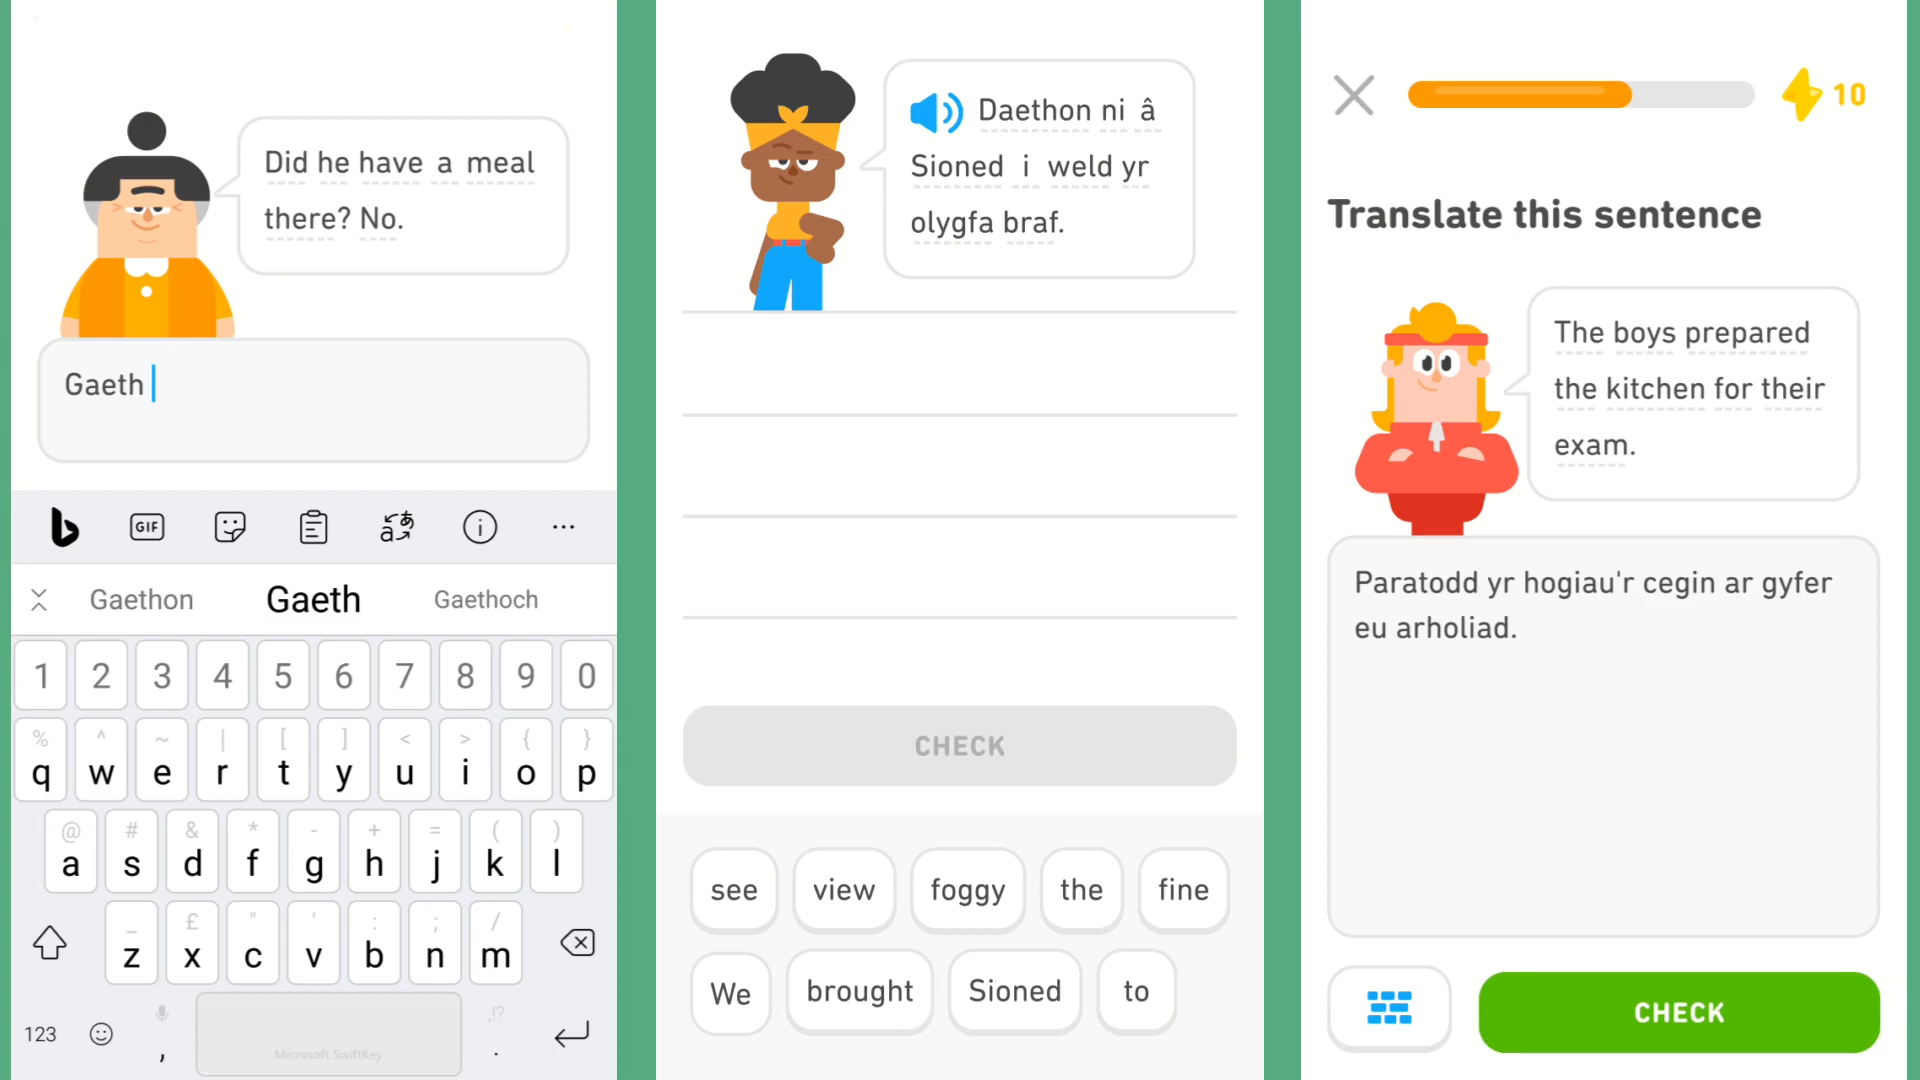 Did he have a meal
there? No.
Gaeth
GIF
Gaethon Gaeth Gaethoch
1 2 3 4 5 6 7 8 9 0
% ^ ~ | [ ] < > { }
q w e r t y u i o p
@ # & * - + = ( )
a s d f g h j k l
_ £ " ' : ; /
z x c v b n m
123 , Microsoft SwiftKey ,!? .
Daethon ni â
Sioned i weld yr
olygfa braf.
CHECK
see view foggy the fine
We brought Sioned to
10
Translate this sentence
The boys prepared
the kitchen for their
exam.
Paratodd yr hogiau'r cegin ar gyfer
eu arholiad.
CHECK